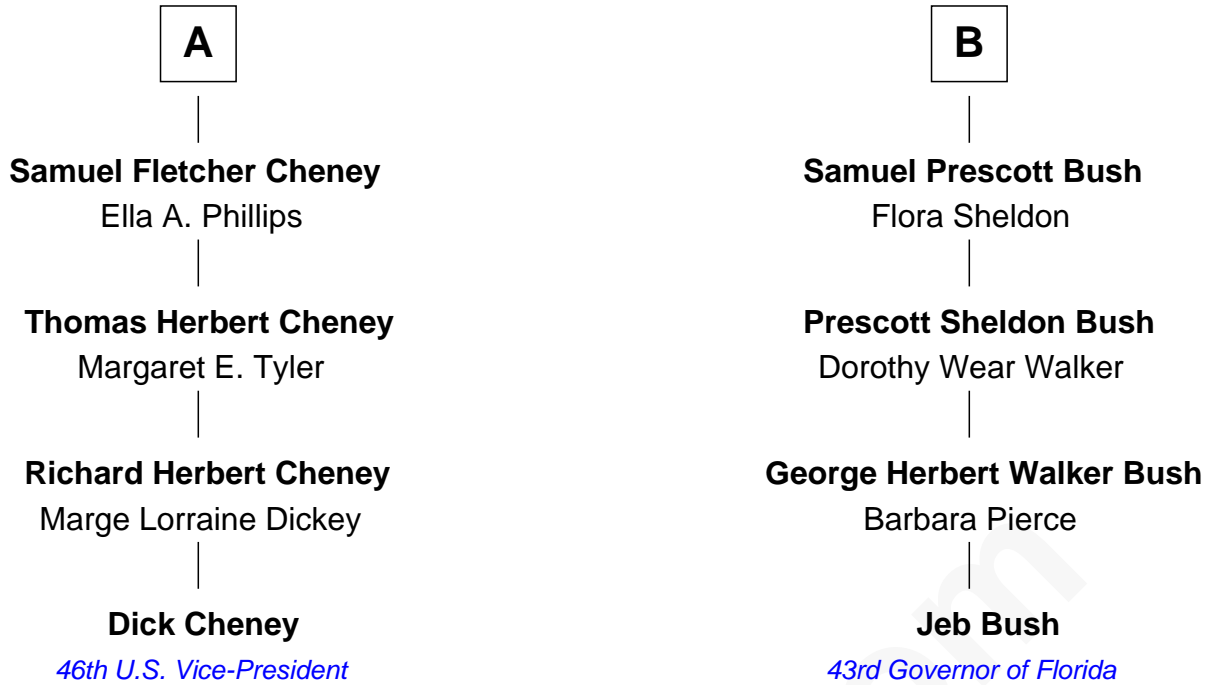 A
Samuel Fletcher Cheney
Ella A. Phillips
Thomas Herbert Cheney
Margaret E. Tyler
Richard Herbert Cheney
Marge Lorraine Dickey
Dick Cheney
46th U.S. Vice-President
B
Samuel Prescott Bush
Flora Sheldon
Prescott Sheldon Bush
Dorothy Wear Walker
George Herbert Walker Bush
Barbara Pierce
Jeb Bush
43rd Governor of Florida